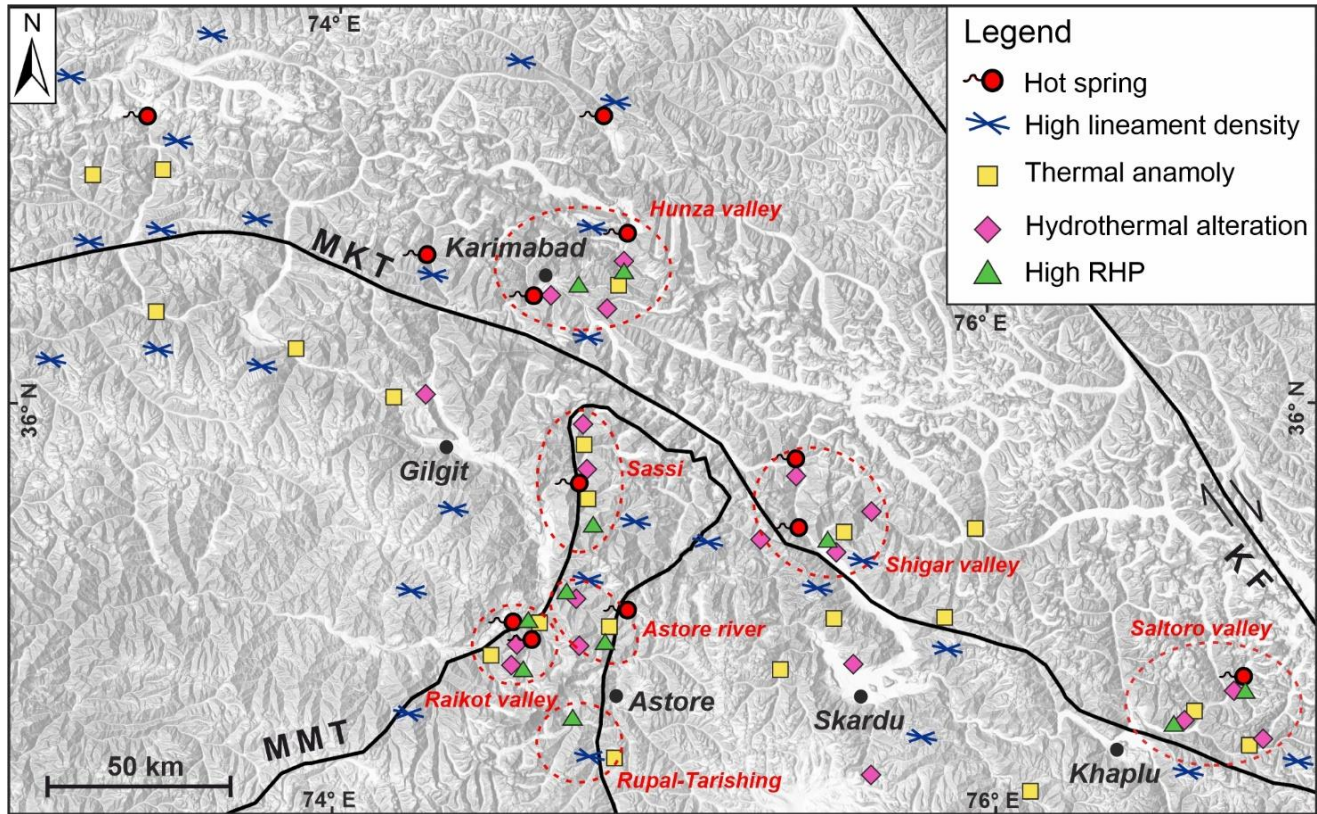 N
74° E
Legend
Hot spring
High lineament density
Thermal anamoly
Hydrothermal alteration
High RHP
Hunza valley
MKT
Karimabad
76° E
36° N
36° N
Gilgit
Sassi
Shigar valley
KF
Astore river
Saltoro valley
Raikot valley
Astore
Skardu
MMT
Khaplu
50 km
Rupal-Tarishing
74° E
76° E